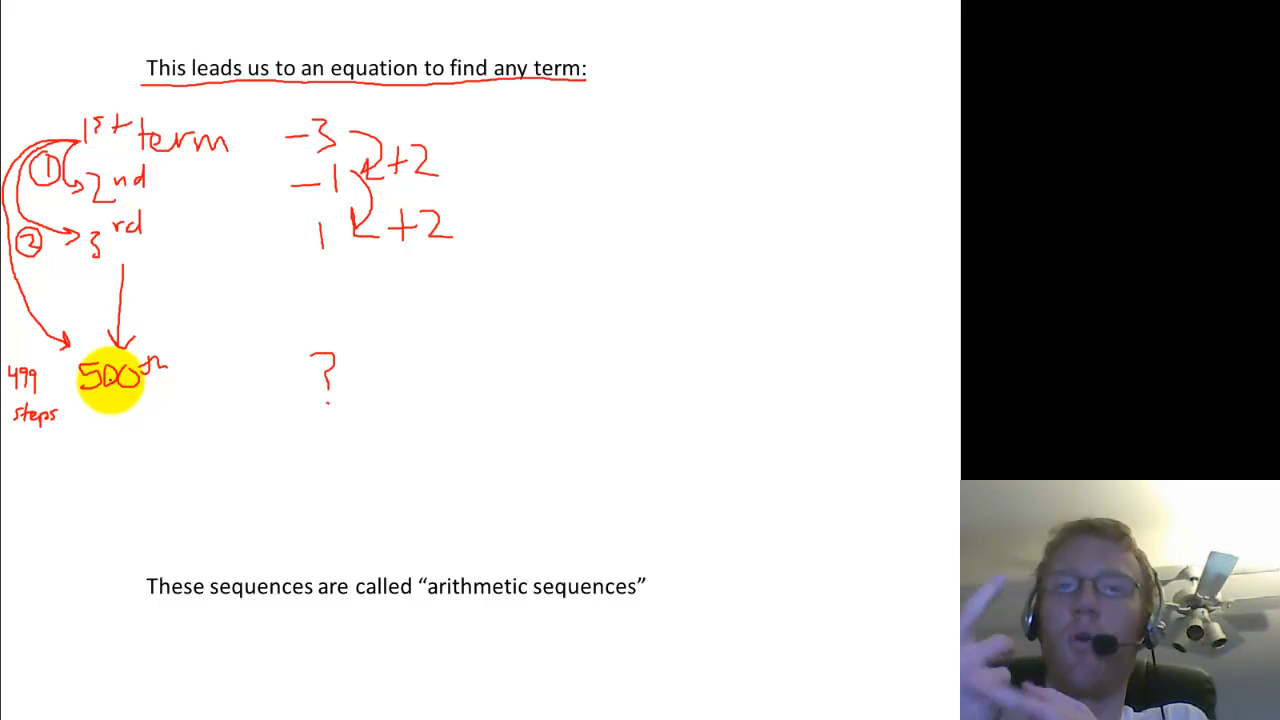 This leads us to an equation to find any term:
1st term -3
+2
1 2nd -1
2 3rd 1 +2
499 steps 500th ?
These sequences are called “arithmetic sequences”